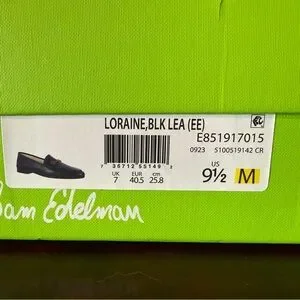 LORAINE,BLK LEA (EE)
E851917015
0923 S100519142 CR
7 36712 55149 2
UK EUR cm
7 40.5 25.8
US
9½ M
Sam Edelman